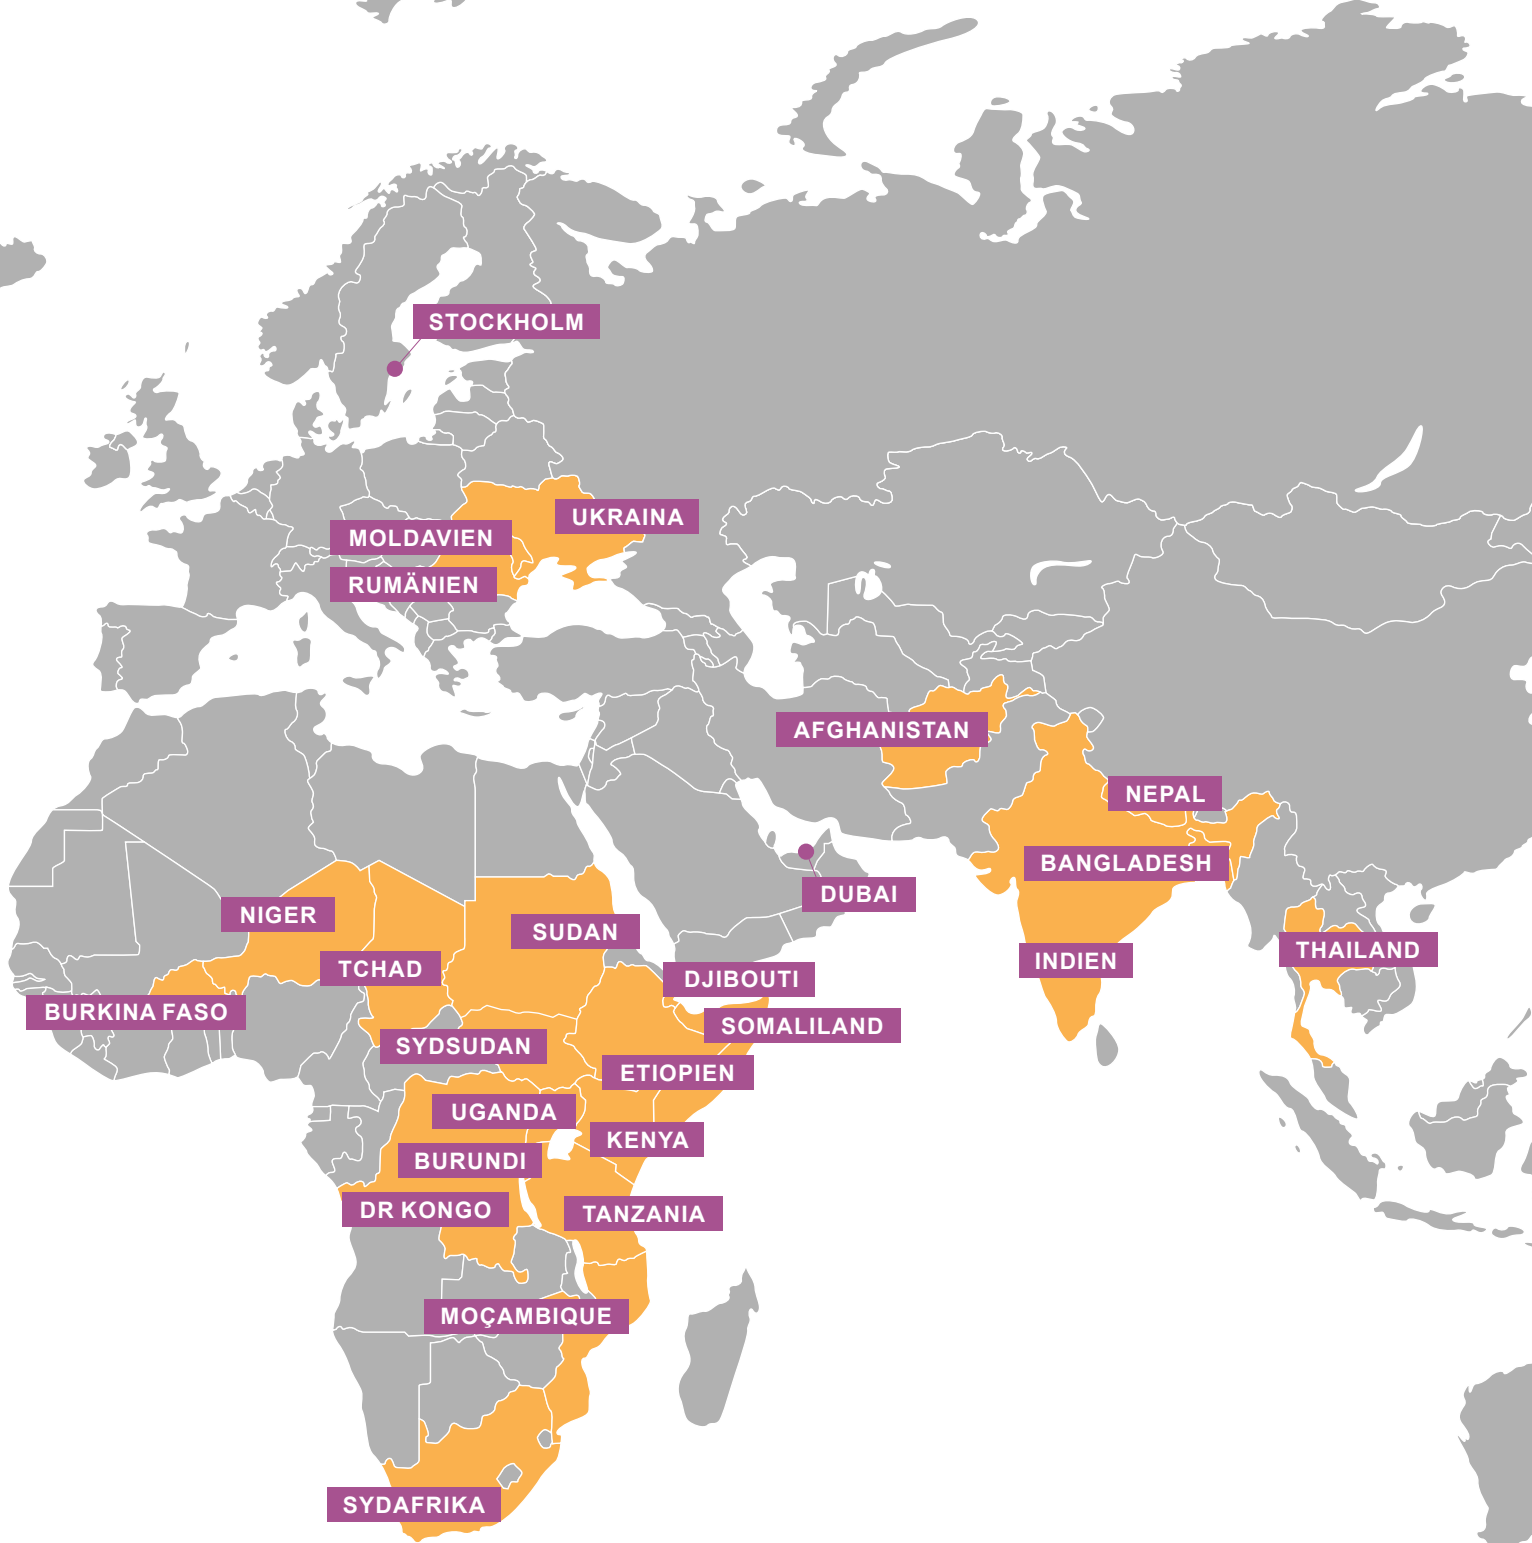 STOCKHOLM
UKRAINA
MOLDAVIEN
RUMÄNIEN
AFGHANISTAN
NEPAL
BANGLADESH
DUBAI
NIGER
SUDAN
THAILAND
INDIEN
TCHAD
DJIBOUTI
BURKINA FASO
SOMALILAND
SYDSUDAN
ETIOPIEN
UGANDA
KENYA
BURUNDI
DR KONGO
TANZANIA
MOÇAMBIQUE
SYDAFRIKA